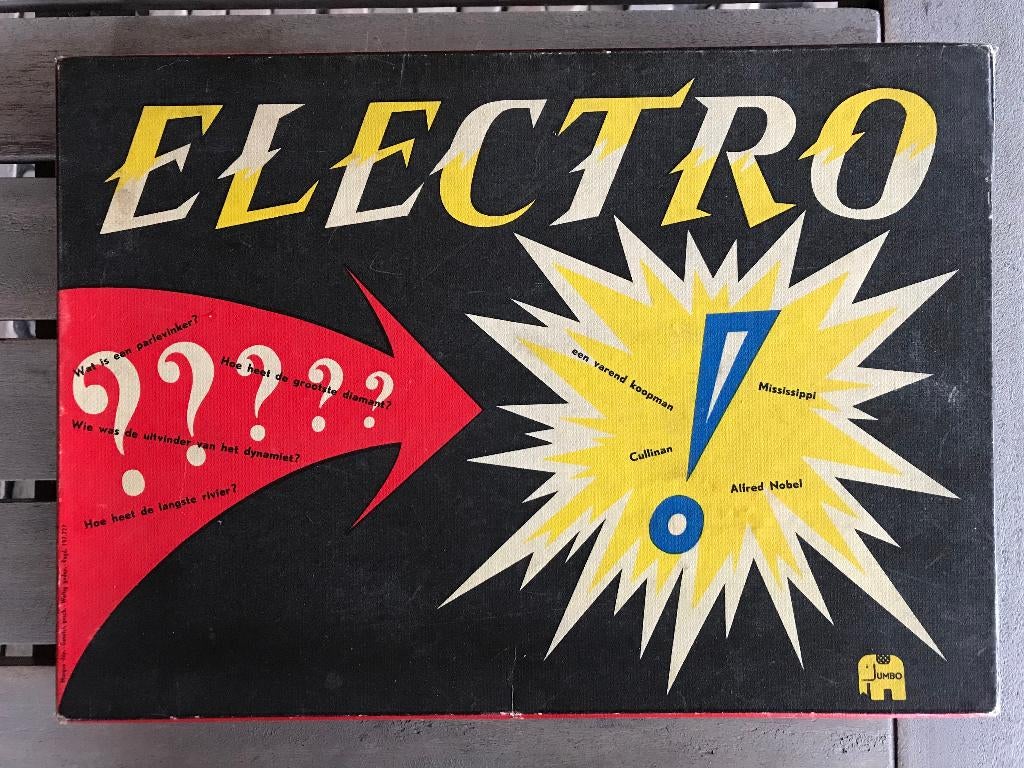 ELECTRO
Wat is een parlevinker?
? ? ? ? ?
Hoe heet de grootste diamant?
Wie was de uitvinder van het dynamiet?
Hoe heet de langste rivier?
!
een varend koopman
Mississippi
Cullinan
Alfred Nobel
JUMBO